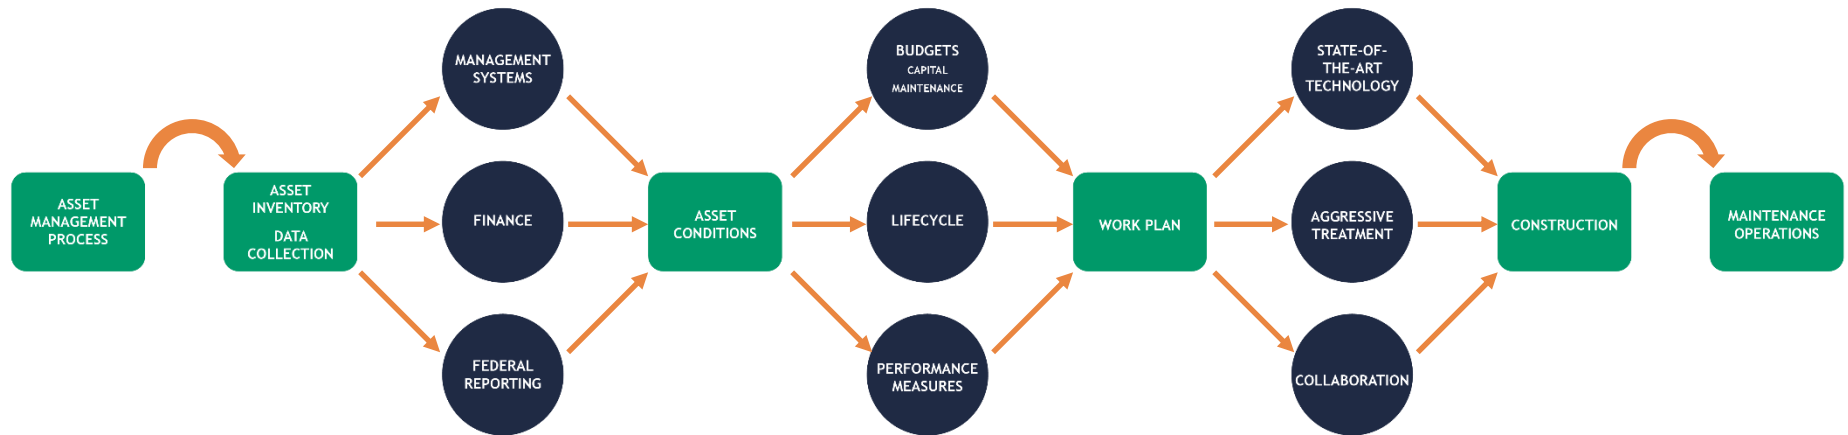 ASSET
MANAGEMENT
PROCESS
ASSET
INVENTORY
DATA
COLLECTION
MANAGEMENT
SYSTEMS
FINANCE
FEDERAL
REPORTING
ASSET
CONDITIONS
BUDGETS
CAPITAL
MAINTENANCE
LIFECYCLE
PERFORMANCE
MEASURES
WORK PLAN
STATE-OF-
THE-ART
TECHNOLOGY
AGGRESSIVE
TREATMENT
COLLABORATION
CONSTRUCTION
MAINTENANCE
OPERATIONS